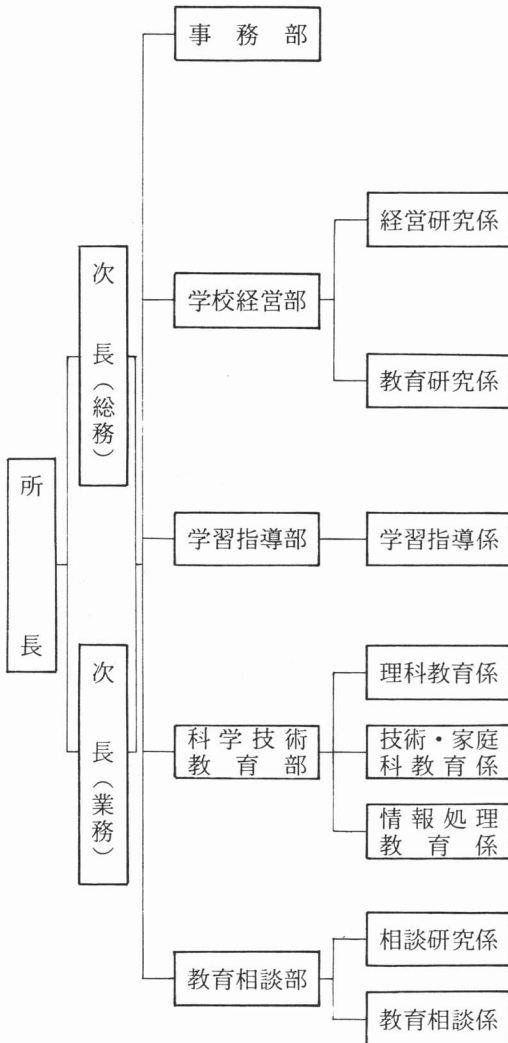 所長
次長（総務）
次長（業務）
事務部
学校経営部
経営研究係
教育研究係
学習指導部
学習指導係
科学技術
教育部
理科教育係
技術・家庭
科教育係
情報処理
教育係
教育相談部
相談研究係
教育相談係